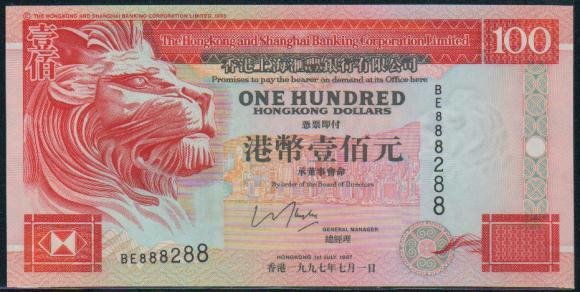 © THE HONGKONG AND SHANGHAI BANKING CORPORATION LIMITED, 1993
壹佰
The Hongkong and Shanghai Banking Corporation Limited
100
香港上海滙豐銀行有限公司
Promises to pay the bearer on demand at its Office here
ONE HUNDRED
HONGKONG DOLLARS
憑票即付
港幣壹佰元
承董事會命
By order of the Board of Directors
GENERAL MANAGER
總經理
HONGKONG 1st JULY, 1997
香港一九九七年七月一日
BE888288
BE888288